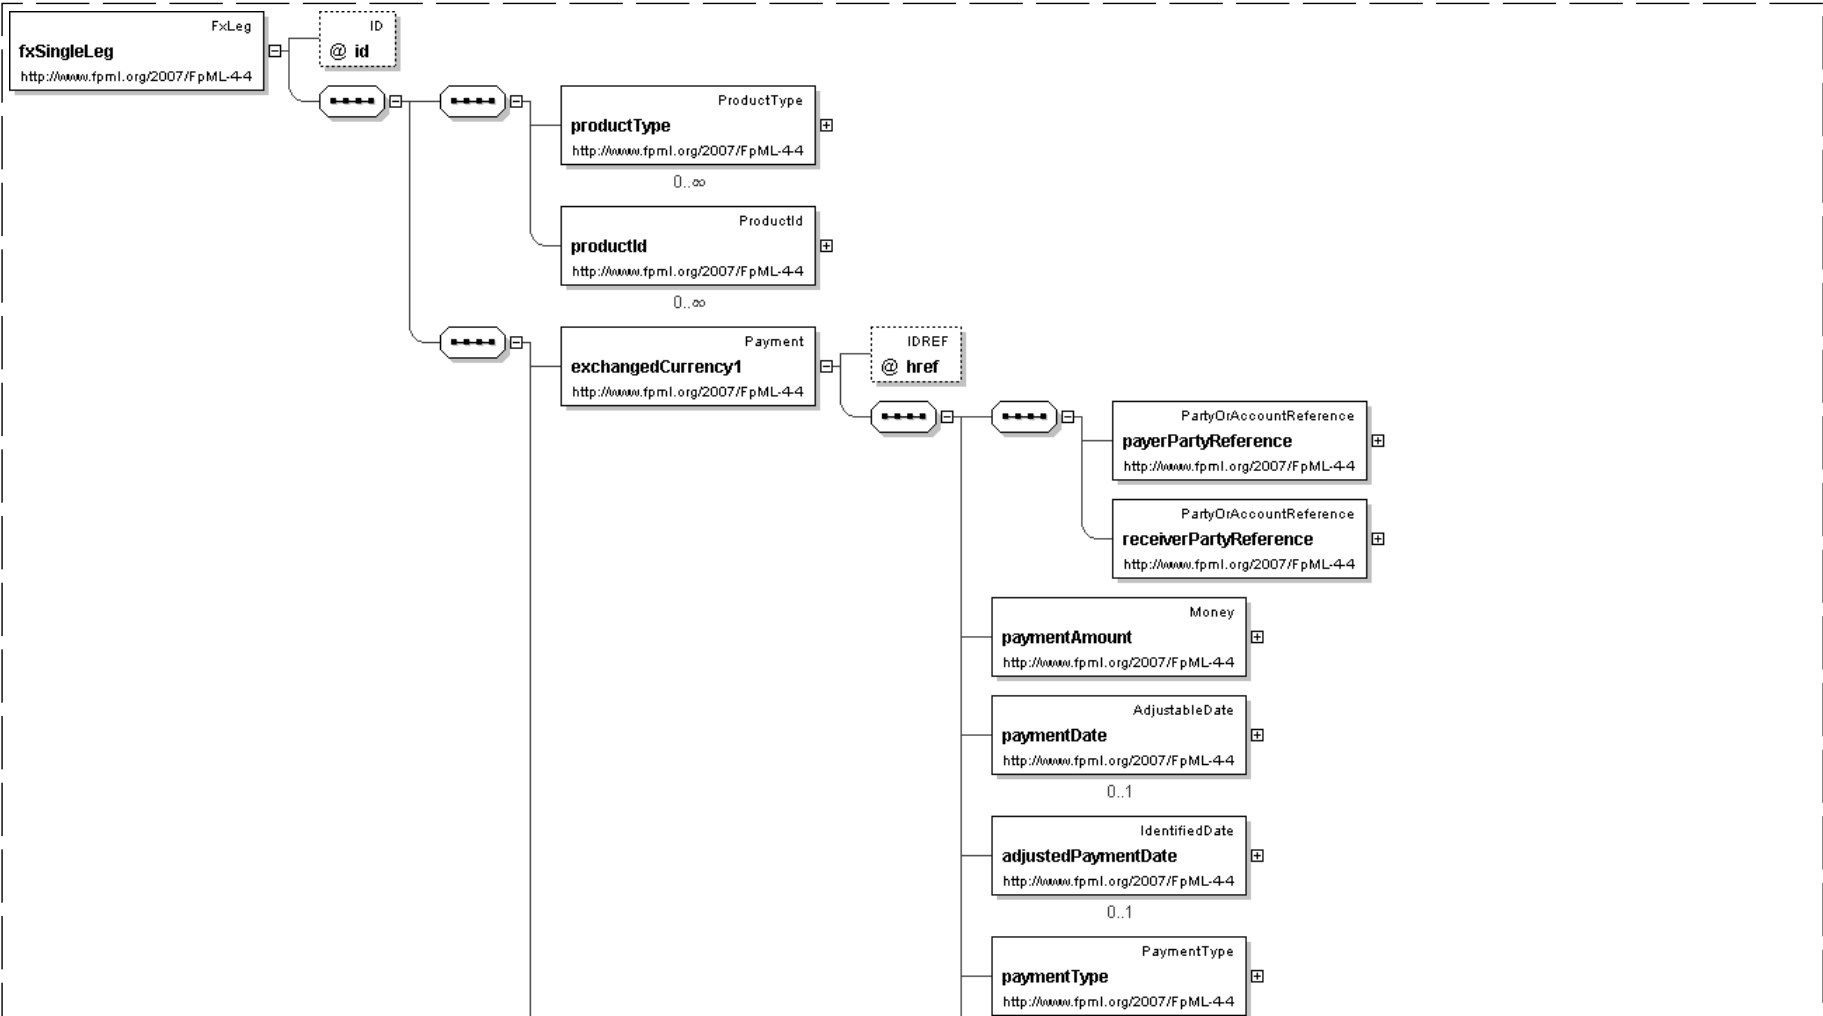 FxLeg
fxSingleLeg
http://www.fpml.org/2007/FpML-4-4
ID
@ id
ProductType
productType
http://www.fpml.org/2007/FpML-4-4
0..∞
ProductId
productId
http://www.fpml.org/2007/FpML-4-4
0..∞
Payment
exchangedCurrency1
http://www.fpml.org/2007/FpML-4-4
IDREF
@ href
PartyOrAccountReference
payerPartyReference
http://www.fpml.org/2007/FpML-4-4
PartyOrAccountReference
receiverPartyReference
http://www.fpml.org/2007/FpML-4-4
Money
paymentAmount
http://www.fpml.org/2007/FpML-4-4
AdjustableDate
paymentDate
http://www.fpml.org/2007/FpML-4-4
0..1
IdentifiedDate
adjustedPaymentDate
http://www.fpml.org/2007/FpML-4-4
0..1
PaymentType
paymentType
http://www.fpml.org/2007/FpML-4-4